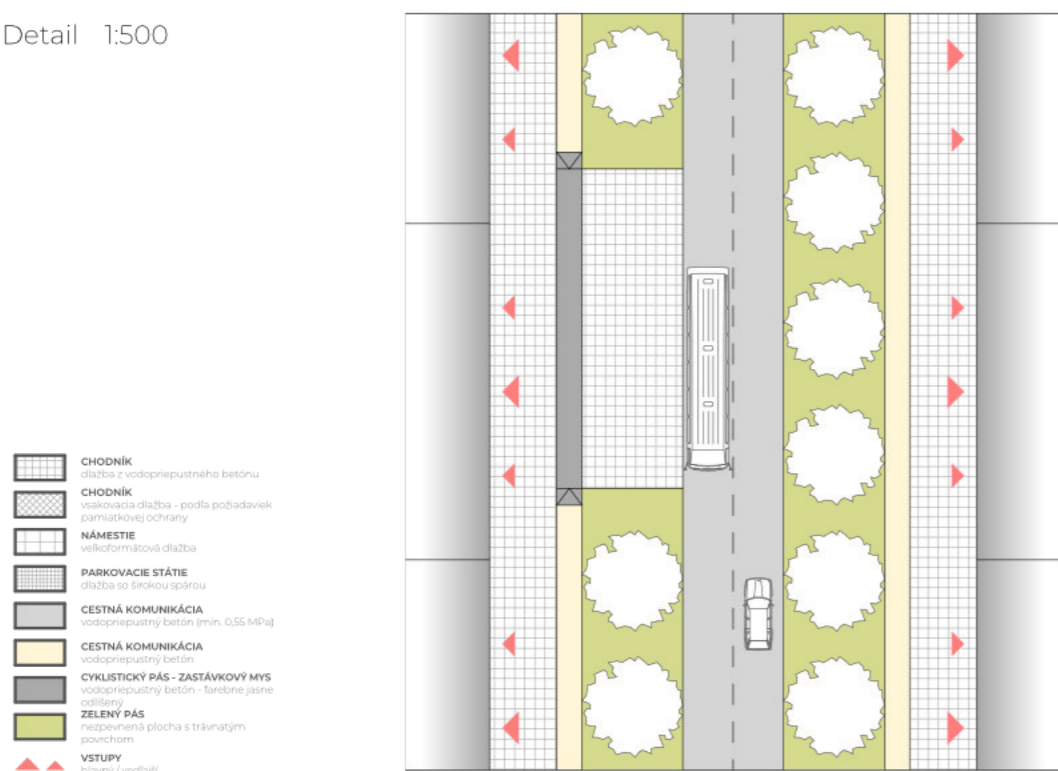 Detail 1:500
CHODNÍK
dlažba z vodopriepustného betónu
CHODNÍK
vsakovacia dlažba - podľa požiadaviek
pamiatkovej ochrany
NÁMESTIE
veľkoformátová dlažba
PARKOVACIE STÁTIE
dlažba so širokou spárou
CESTNÁ KOMUNIKÁCIA
vodopriepustný betón (min. 0,55 MPa)
CESTNÁ KOMUNIKÁCIA
vodopriepustný betón
CYKLISTICKÝ PÁS - ZASTÁVKOVÝ MYS
vodopriepustný betón - farebne jasne
odlíšený
ZELENÝ PÁS
nezpevnená plocha s trávnatým
povrchom
VSTUPY